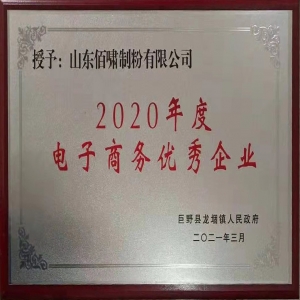 授予：山东佰啸制粉有限公司
2020年度
电子商务优秀企业
巨野县龙堌镇人民政府
二〇二一年三月